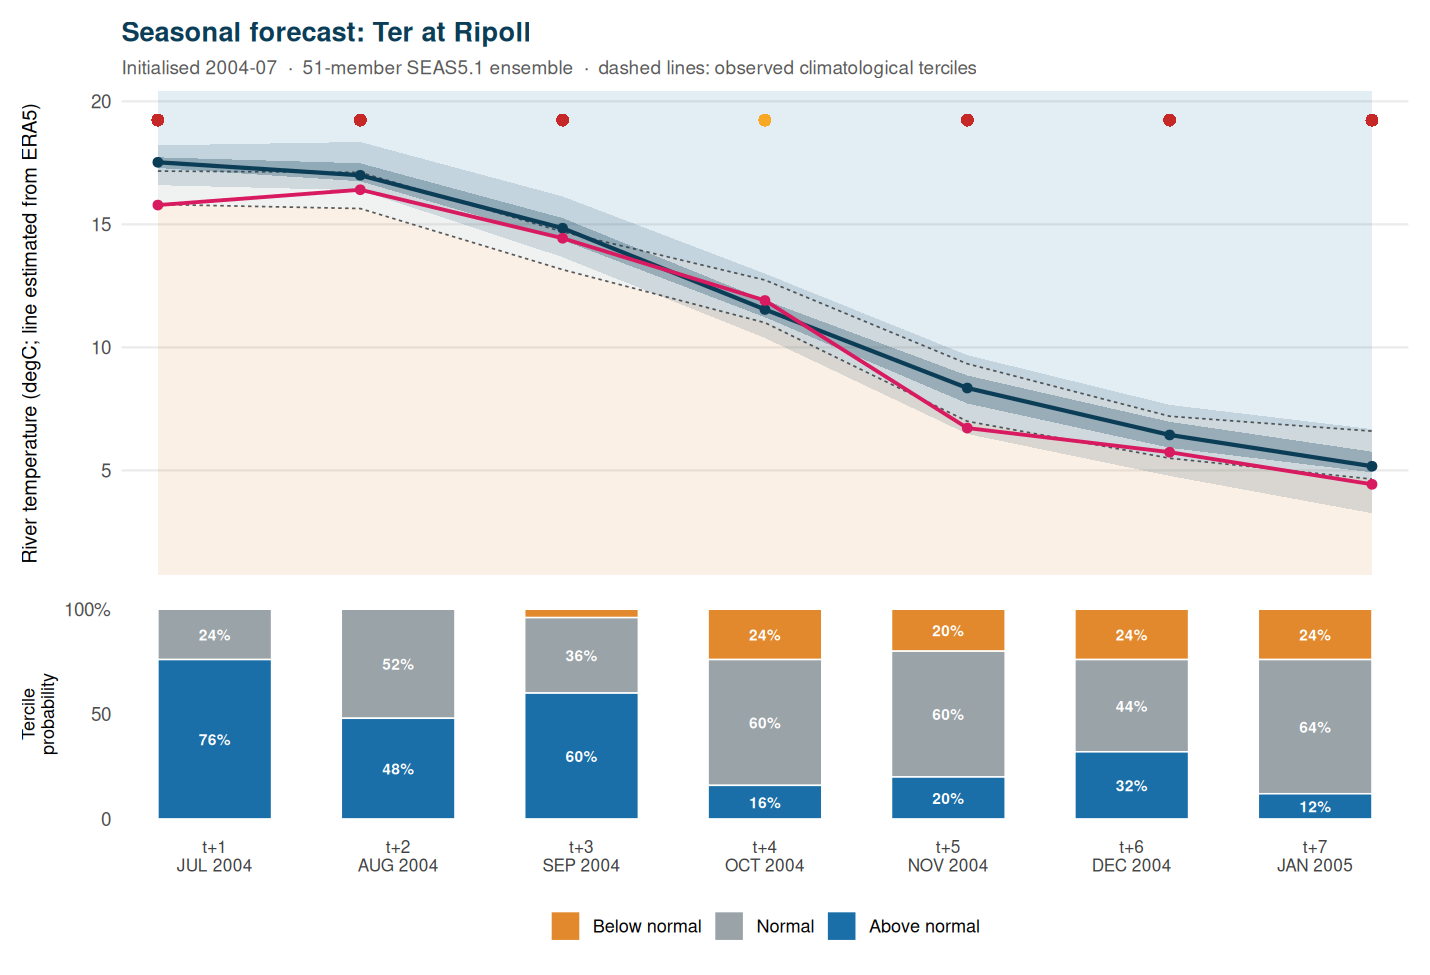 Seasonal forecast: Ter at Ripoll
Initialised 2004-07 · 51-member SEAS5.1 ensemble · dashed lines: observed climatological terciles
River temperature (degC; line estimated from ERA5)
20
15
10
5
Tercile
probability
100%
50
0
24%
76%
52%
48%
36%
60%
24%
60%
16%
20%
60%
20%
24%
44%
32%
24%
64%
12%
t+1
JUL 2004
t+2
AUG 2004
t+3
SEP 2004
t+4
OCT 2004
t+5
NOV 2004
t+6
DEC 2004
t+7
JAN 2005
Below normal
Normal
Above normal